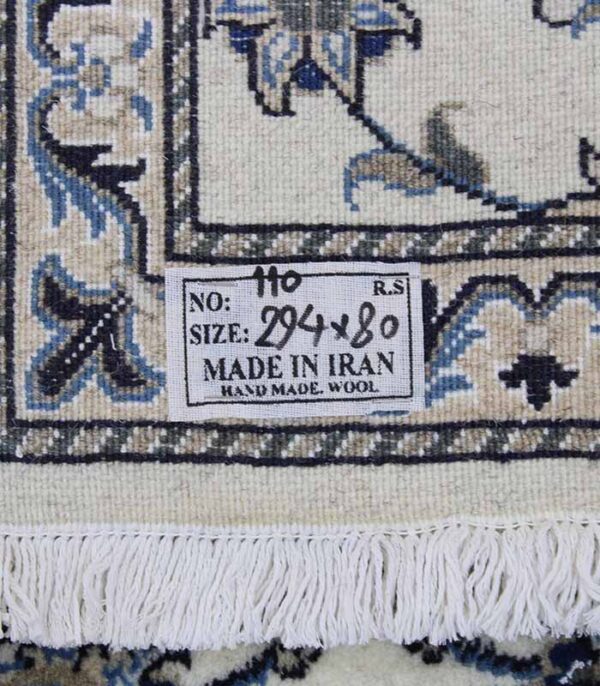 NO: 110 R.S
SIZE: 294x80
MADE IN IRAN
HAND MADE. WOOL